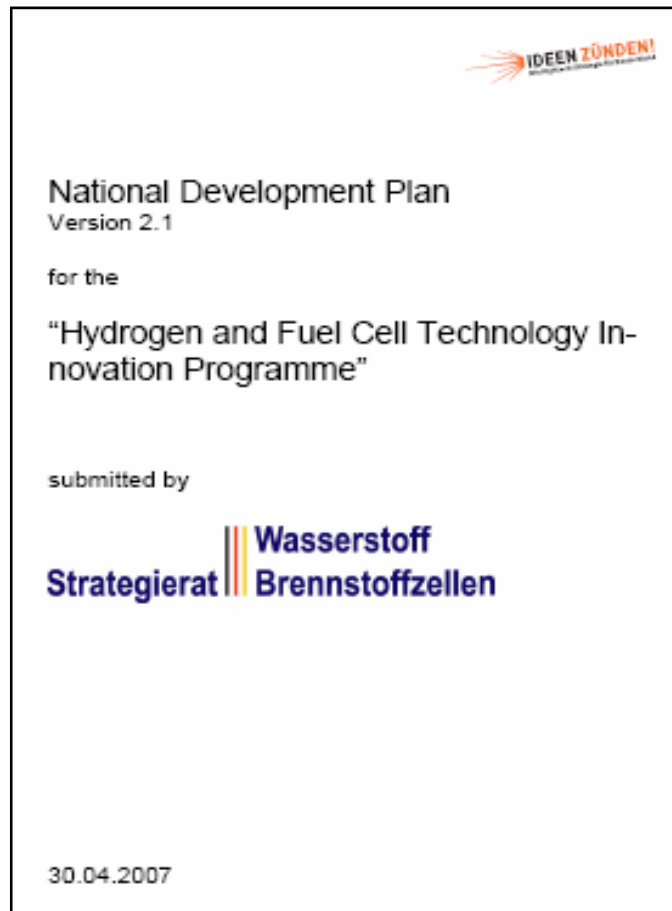 IDEEN ZÜNDEN!
National Development Plan
Version 2.1
for the
“Hydrogen and Fuel Cell Technology In-
novation Programme”
submitted by
Wasserstoff
Strategierat Brennstoffzellen
30.04.2007